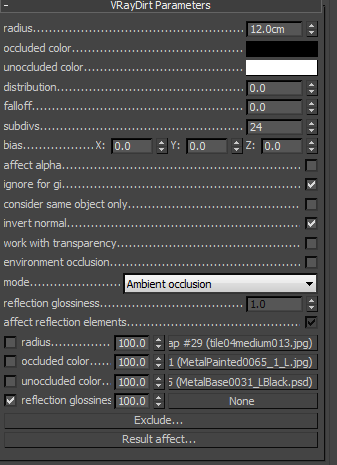 - VRayDirt Parameters
radius 12.0cm
occluded color
unoccluded color
distribution 0.0
falloff 0.0
subdivs 24
bias X: 0.0 Y: 0.0 Z: 0.0
affect alpha
ignore for gi
consider same object only
invert normal
work with transparency
environment occlusion
mode Ambient occlusion
reflection glossiness 1.0
affect reflection elements
radius 100.0 ap #29 (tile04medium013.jpg)
occluded color 100.0 1 (MetalPainted0065_1_L.jpg)
unoccluded color 100.0 5 (MetalBase0031_LBlack.psd)
reflection glossines 100.0 None
Exclude...
Result affect...